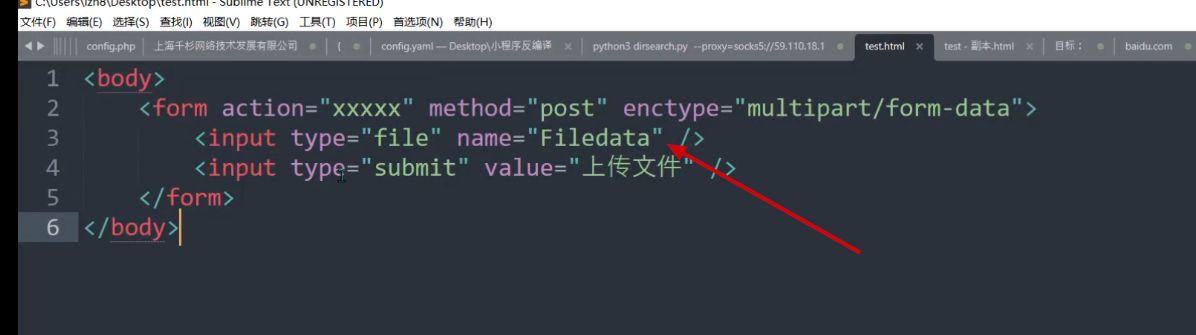 C:\Users\lzh8\Desktop\test.html - Sublime Text (UNREGISTERED)
文件(F) 编辑(E) 选择(S) 查找(I) 视图(V) 跳转(G) 工具(T) 项目(P) 首选项(N) 帮助(H)
config.php 上海千杉网络技术发展有限公司 ( config.yaml — Desktop\小程序反编译 python3 dirsearch.py --proxy=socks5://59.110.18.1 test.html test - 副本.html 目标： baidu.com
1 <body>
2 <form action="xxxxx" method="post" enctype="multipart/form-data">
3 <input type="file" name="Filedata" />
4 <input type="submit" value="上传文件" />
5 </form>
6 </body>